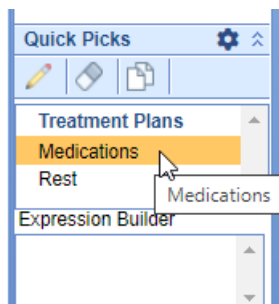 Quick Picks
Treatment Plans
Medications
Rest
Medications
Expression Builder